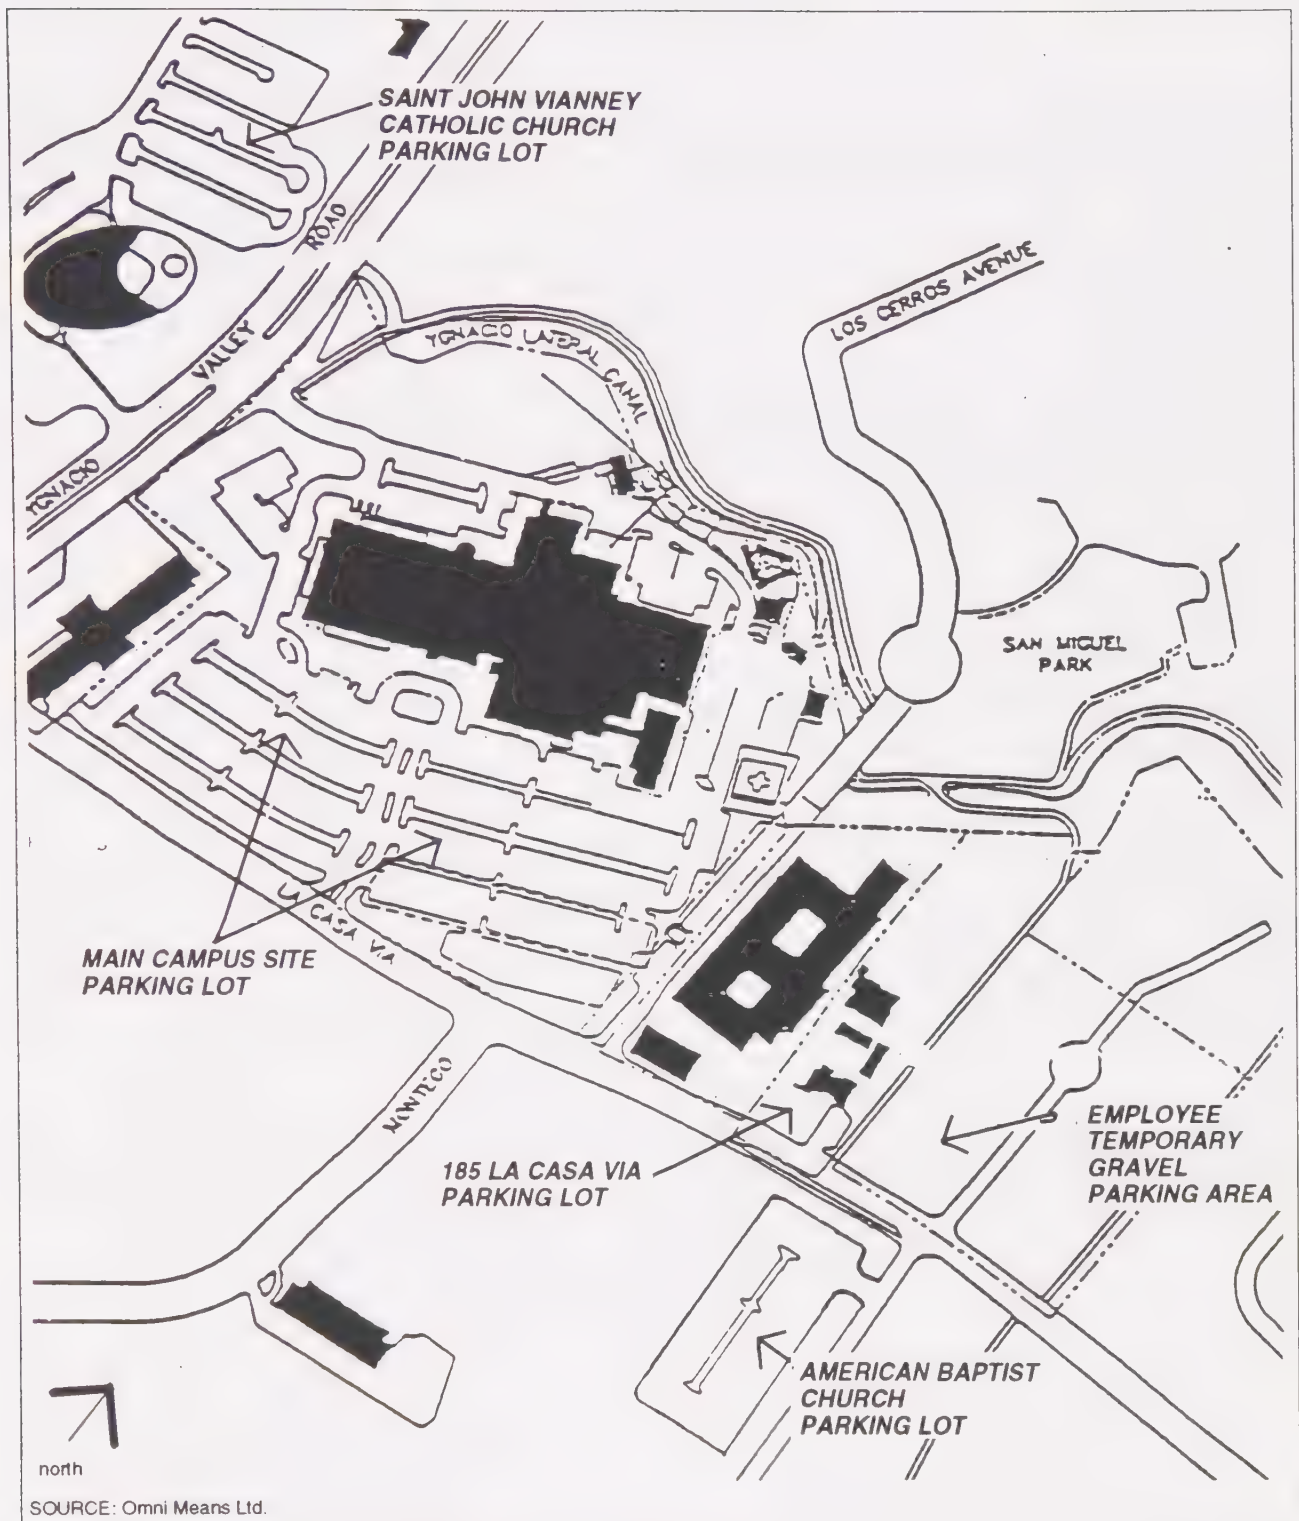 SAINT JOHN VIANNEY
CATHOLIC CHURCH
PARKING LOT
YGNACIO VALLEY ROAD
LOS CERROS AVENUE
YGNACIO LATERAL CANAL
SAN MIGUEL
PARK
MAIN CAMPUS SITE
PARKING LOT
LA CASA VIA
MONTEGO
185 LA CASA VIA
PARKING LOT
EMPLOYEE
TEMPORARY
GRAVEL
PARKING AREA
AMERICAN BAPTIST
CHURCH
PARKING LOT
north
SOURCE: Omni Means Ltd.